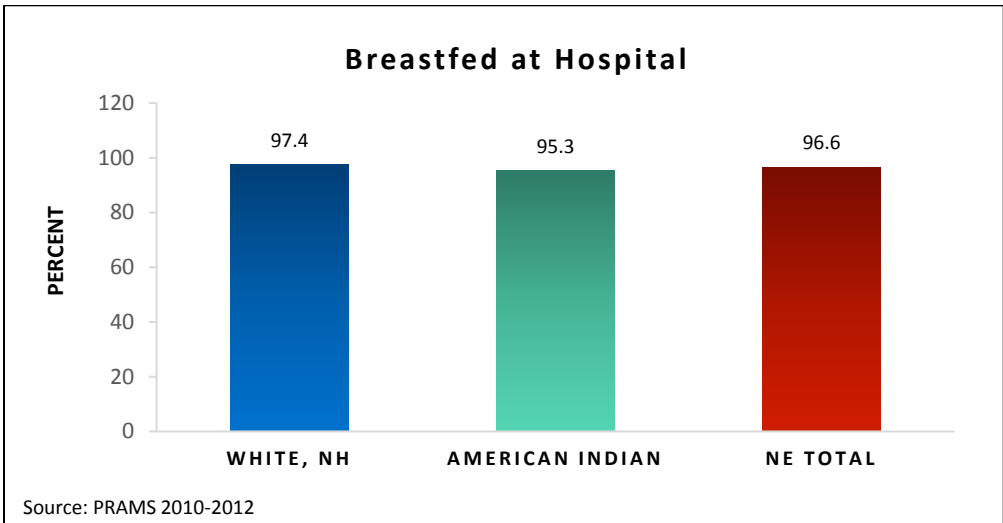 Breastfed at Hospital
120
100
80
60
40
20
0
PERCENT
97.4
95.3
96.6
WHITE, NH
AMERICAN INDIAN
NE TOTAL
Source: PRAMS 2010-2012